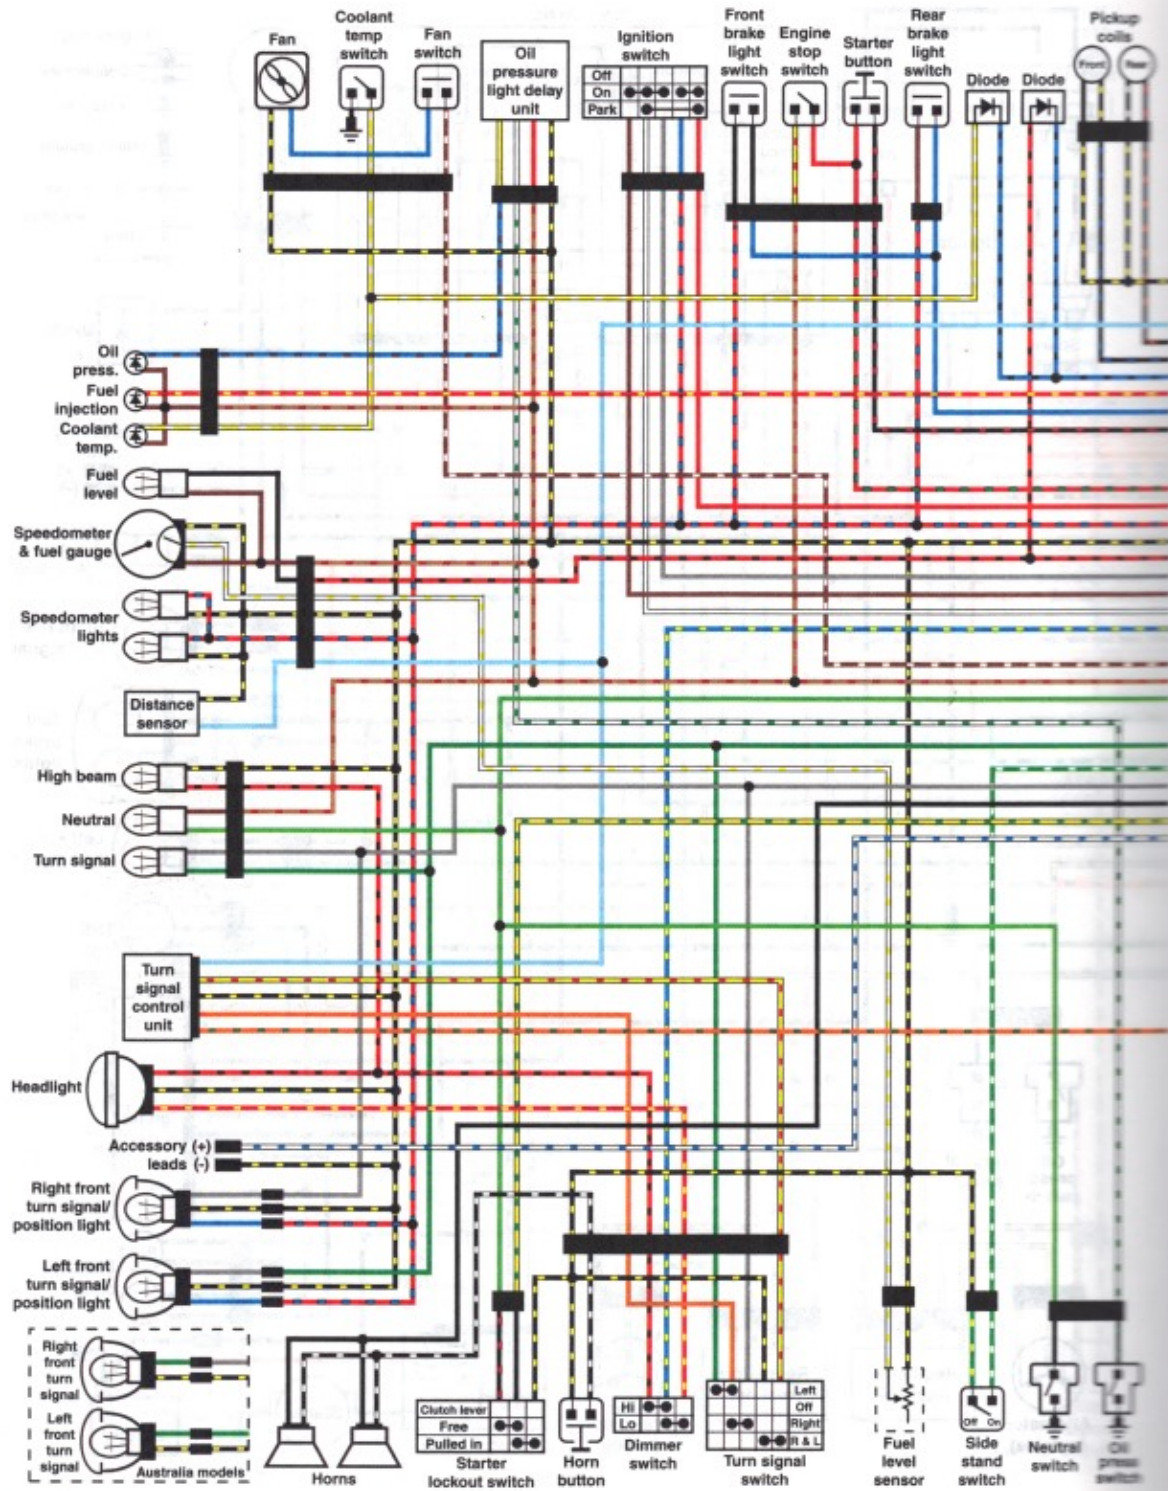 Fan
Coolant
temp
switch
Fan
switch
Oil
pressure
light delay
unit
Ignition
switch
Off
On
Park
Front
brake
light
switch
Engine
stop
switch
Starter
button
Rear
brake
light
switch
Diode
Diode
Pickup
coils
Front
Rear
Oil
press.
Fuel
injection
Coolant
temp.
Fuel
level
Speedometer
& fuel gauge
Speedometer
lights
Distance
sensor
High beam
Neutral
Turn signal
Turn
signal
control
unit
Headlight
Accessory (+)
leads (-)
Right front
turn signal/
position light
Left front
turn signal/
position light
Right
front
turn
signal
Left
front
turn
signal
Australia models
Horns
Clutch lever
Free
Pulled in
Starter
lockout switch
Horn
button
Hi
Lo
Dimmer
switch
Left
Off
Right
R & L
Turn signal
switch
Fuel
level
sensor
Off On
Side
stand
switch
Neutral
switch
Oil
press
switch